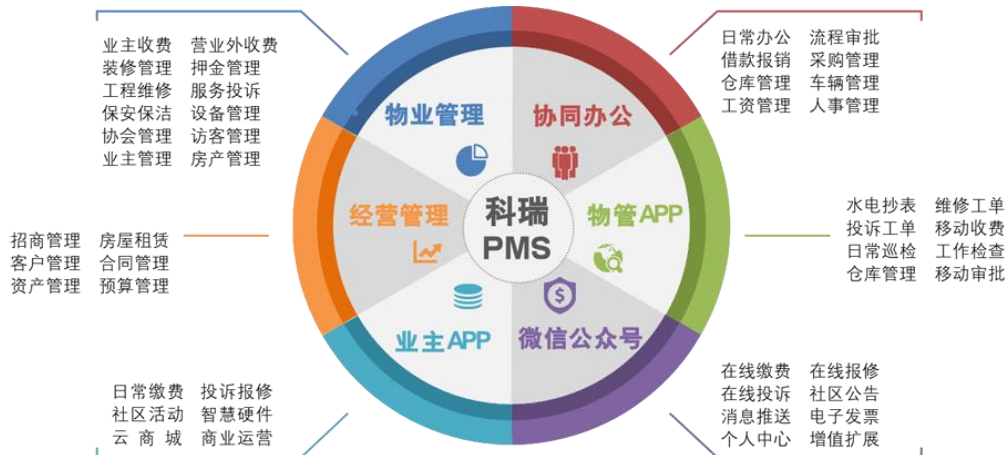 业主收费 营业外收费
装修管理 押金管理
工程维修 服务投诉
保安保洁 设备管理
协会管理 访客管理
业主管理 房产管理
日常办公 流程审批
借款报销 采购管理
仓库管理 车辆管理
工资管理 人事管理
物业管理
协同办公
经营管理
科瑞
PMS
物管APP
业主APP
微信公众号
招商管理 房屋租赁
客户管理 合同管理
资产管理 预算管理
水电抄表 维修工单
投诉工单 移动收费
日常巡检 工作检查
仓库管理 移动审批
日常缴费 投诉报修
社区活动 智慧硬件
云商城 商业运营
在线缴费 在线报修
在线投诉 社区公告
消息推送 电子发票
个人中心 增值扩展